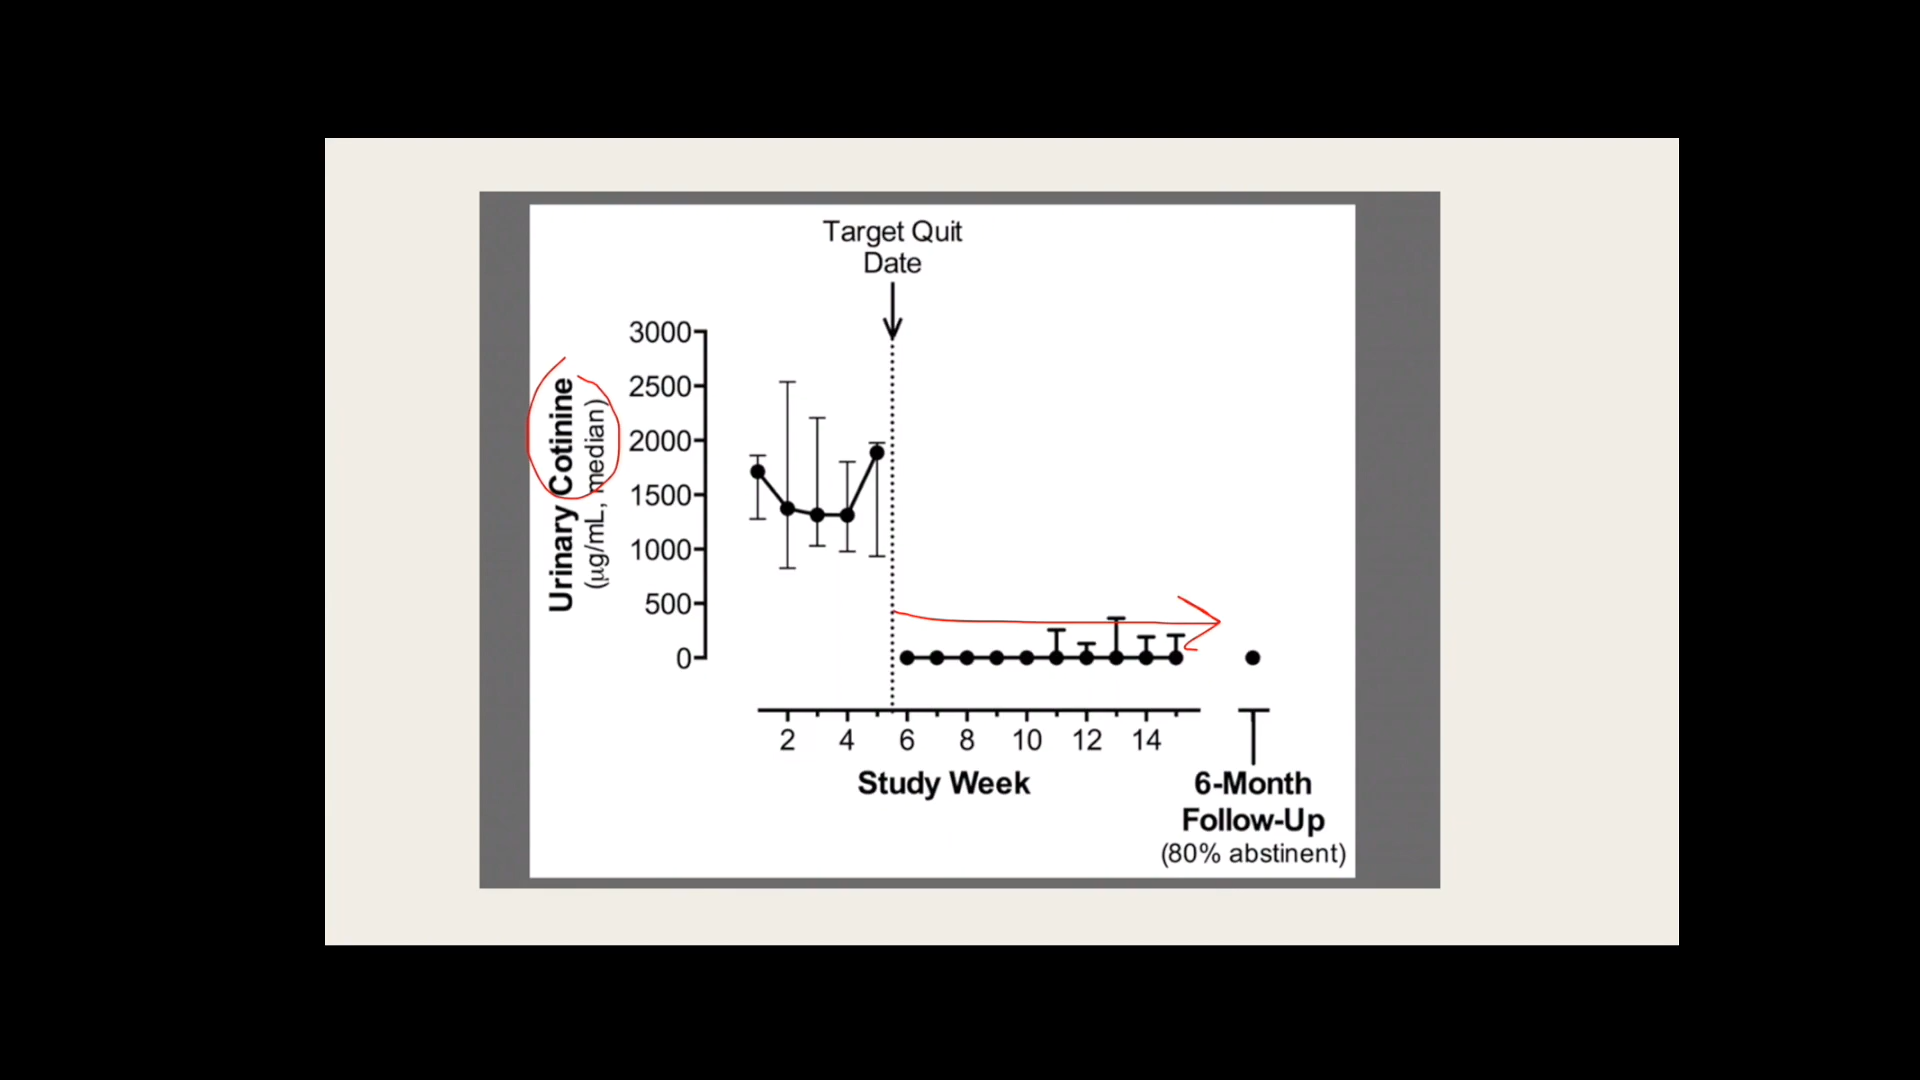 Target Quit
Date
3000
2500
2000
1500
1000
500
0
Urinary Cotinine
(µg/mL, median)
2 4 6 8 10 12 14
Study Week
6-Month
Follow-Up
(80% abstinent)